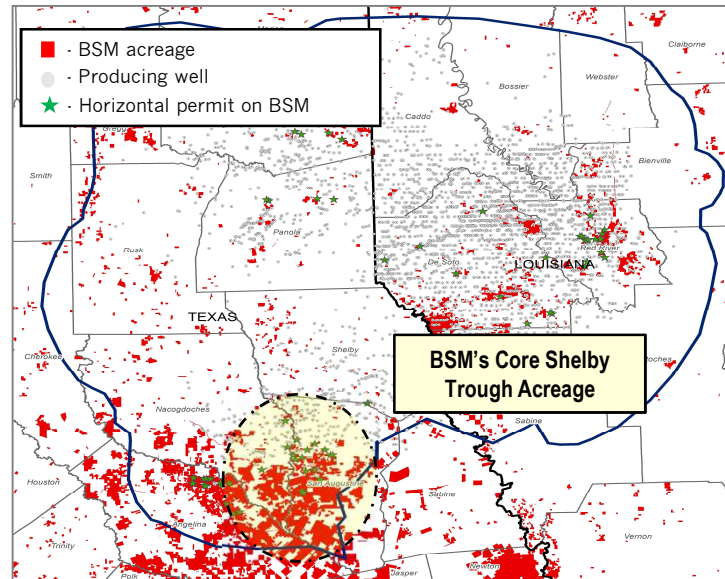 - BSM acreage
- Producing well
- Horizontal permit on BSM
Claiborne
Webster
Bossier
Caddo
Bienville
Gregg
Smith
Panola
Rusk
Red River
De Soto
LOUISIANA
TEXAS
Shelby
BSM's Core Shelby
Trough Acreage
Cherokee
Nacogdoches
Sabine
Houston
San Augustine
Sabine
Angelina
Vernon
Trinity
Polk
Jasper
Newton